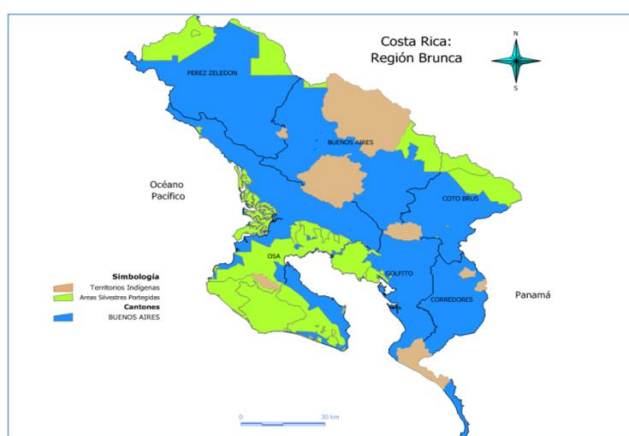 Costa Rica:
Región Brunca
N
S
PEREZ ZELEDON
BUENOS AIRES
COTO BRUS
Océano
Pacífico
OSA
GOLFITO
CORREDORES
Panamá
Simbología
Territorios Indígenas
Areas Silvestres Portegidas
Cantones
BUENOS AIRES
0 30 km